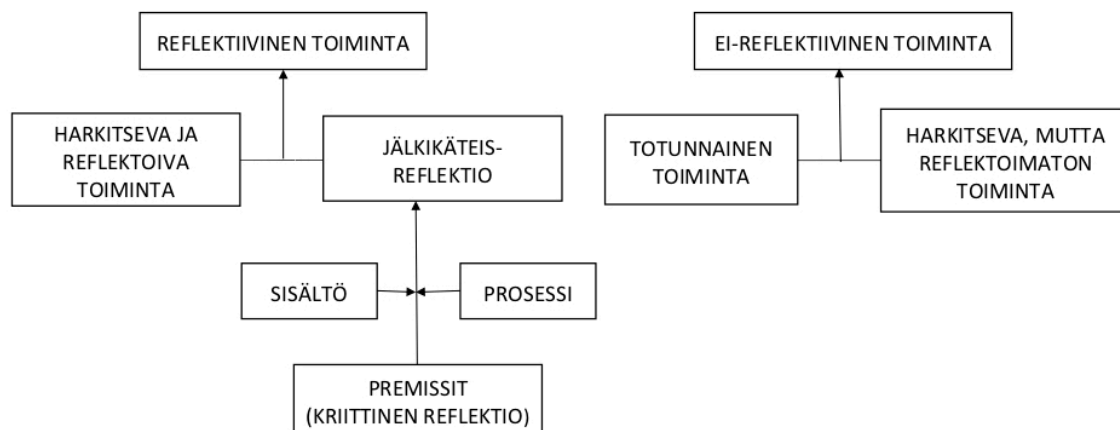 REFLEKTIIVINEN TOIMINTA
EI-REFLEKTIIVINEN TOIMINTA
HARKITSEVA JA
REFLEKTOIVA
TOIMINTA
JÄLKIKÄTEIS-
REFLEKTIO
TOTUNNAINEN
TOIMINTA
HARKITSEVA, MUTTA
REFLEKTOIMATON
TOIMINTA
SISÄLTÖ
PROSESSI
PREMISSIT
(KRIITTINEN REFLEKTIO)